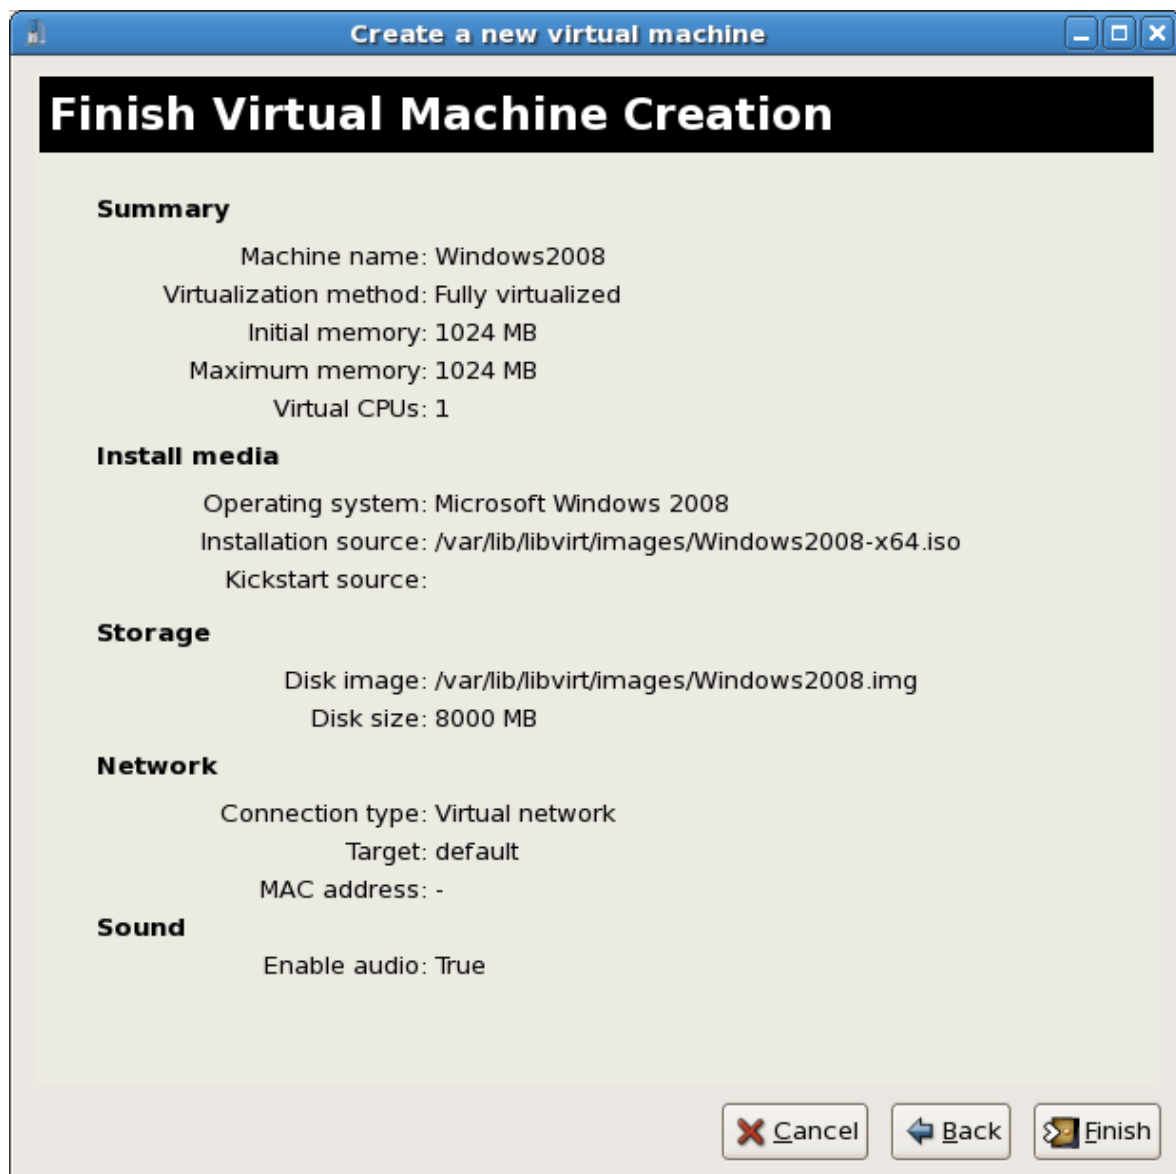 Create a new virtual machine
Finish Virtual Machine Creation
Summary
Machine name: Windows2008
Virtualization method: Fully virtualized
Initial memory: 1024 MB
Maximum memory: 1024 MB
Virtual CPUs: 1
Install media
Operating system: Microsoft Windows 2008
Installation source: /var/lib/libvirt/images/Windows2008-x64.iso
Kickstart source:
Storage
Disk image: /var/lib/libvirt/images/Windows2008.img
Disk size: 8000 MB
Network
Connection type: Virtual network
Target: default
MAC address: -
Sound
Enable audio: True
Cancel Back Finish